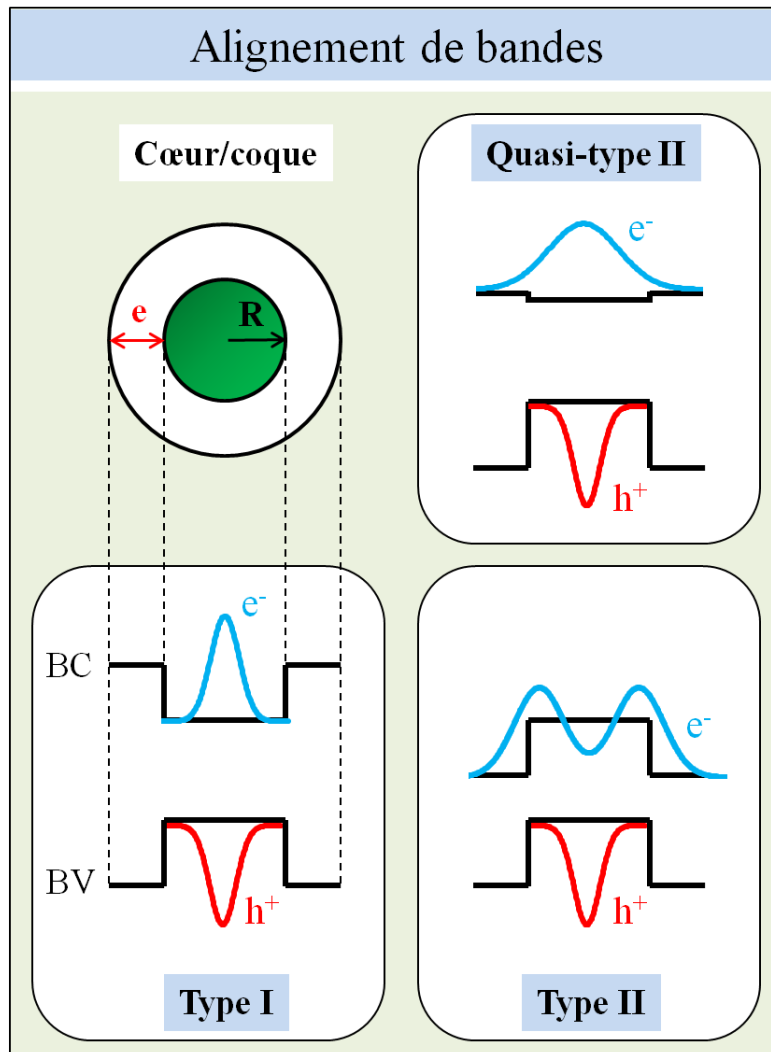 Alignement de bandes
Cœur/coque
Quasi-type II
e⁻
e
R
h⁺
e⁻
BC
e⁻
BV
h⁺
h⁺
Type I
Type II